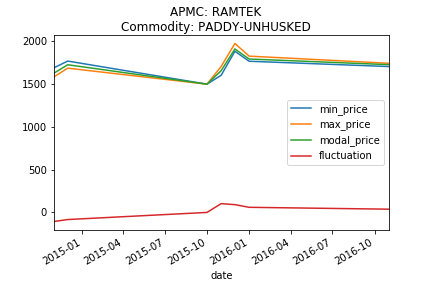 APMC: RAMTEK
Commodity: PADDY-UNHUSKED
2000
1500
1000
500
0
min_price
max_price
modal_price
fluctuation
2015-01
2015-04
2015-07
2015-10
2016-01
2016-04
2016-07
2016-10
date